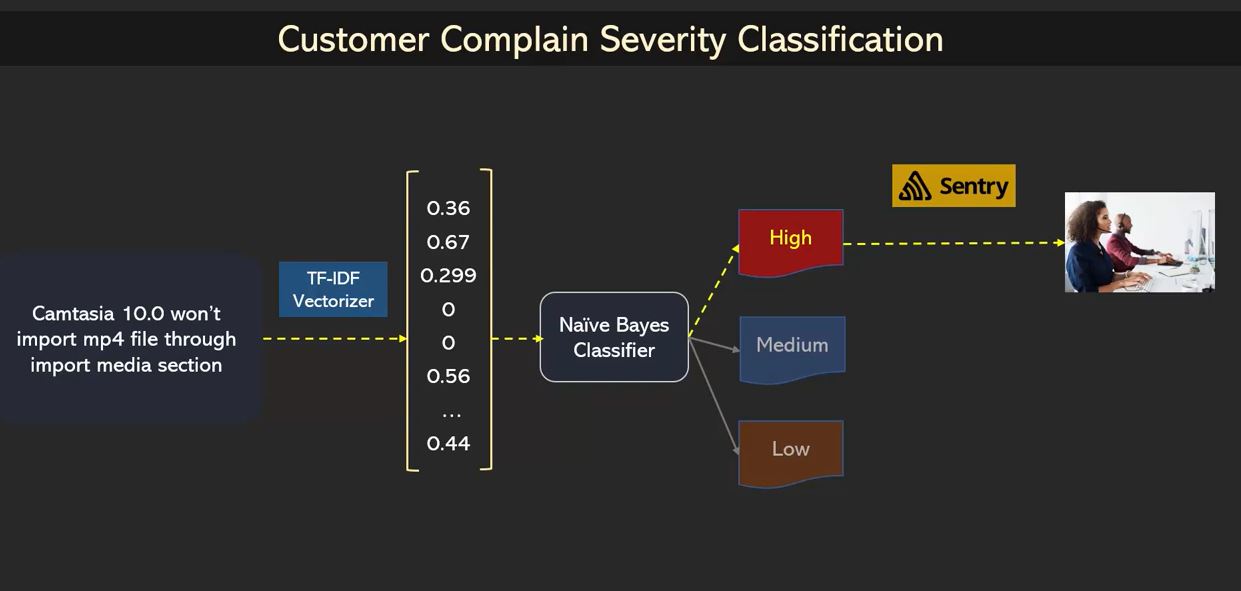 Customer Complain Severity Classification
Camtasia 10.0 won’t
import mp4 file through
import media section
TF-IDF
Vectorizer
0.36
0.67
0.299
0
0
0.56
...
0.44
Naïve Bayes
Classifier
High
Medium
Low
Sentry